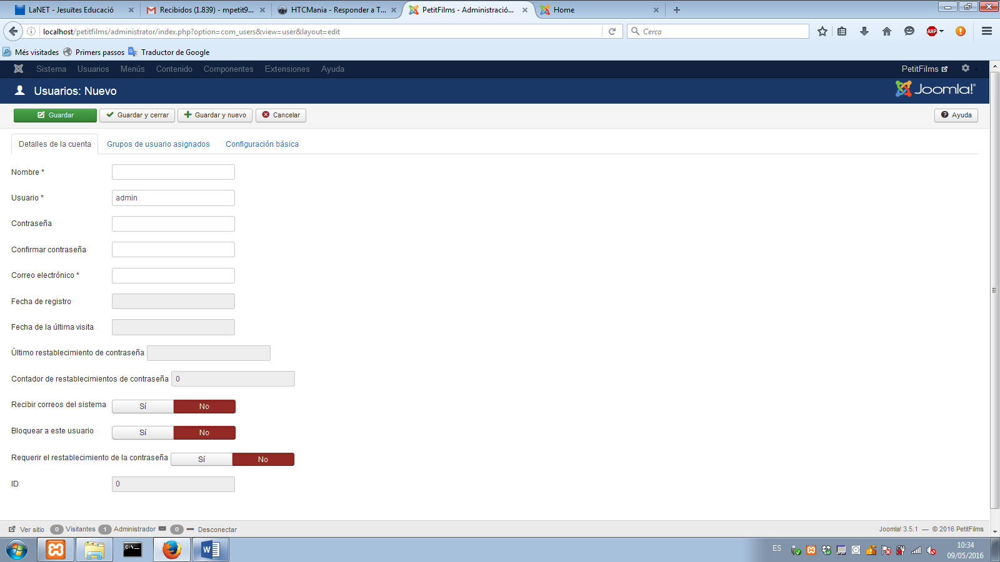 LaNET - Jesuïtes Educació
Recibidos (1.839) - mpetit9...
HTCMania - Responder a T...
PetitFilms - Administració...
Home
localhost/petitfilms/administrator/index.php?option=com_users&view=user&layout=edit
Cerca
ABP
Més visitades
Primers passos
Traductor de Google
Sistema Usuarios Menús Contenido Componentes Extensiones Ayuda
PetitFilms
Usuarios: Nuevo
Joomla!
Guardar
Guardar y cerrar
Guardar y nuevo
Cancelar
Ayuda
Detalles de la cuenta
Grupos de usuario asignados
Configuración básica
Nombre *
Usuario * admin
Contraseña
Confirmar contraseña
Correo electrónico *
Fecha de registro
Fecha de la última visita
Último restablecimiento de contraseña
Contador de restablecimientos de contraseña 0
Recibir correos del sistema Sí No
Bloquear a este usuario Sí No
Requerir el restablecimiento de la contraseña Sí No
ID 0
Ver sitio 0 Visitantes 1 Administrador 0 Desconectar
Joomla! 3.5.1 — © 2016 PetitFilms
C:\_
W
ES
10:34
09/05/2016